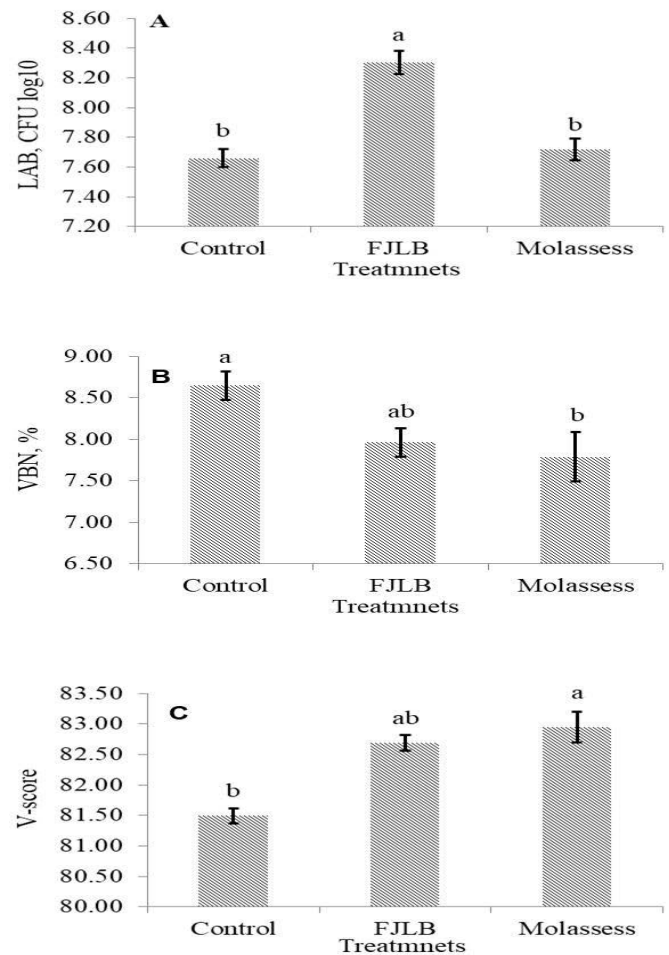 A
LAB, CFU log10
8.60
8.40
8.20
8.00
7.80
7.60
7.40
7.20
b
a
b
Control FJLB Molassess
Treatmnets
B
VBN, %
9.00
8.50
8.00
7.50
7.00
6.50
a
ab
b
Control FJLB Molassess
Treatmnets
C
V-score
83.50
83.00
82.50
82.00
81.50
81.00
80.50
80.00
b
ab
a
Control FJLB Molassess
Treatmnets